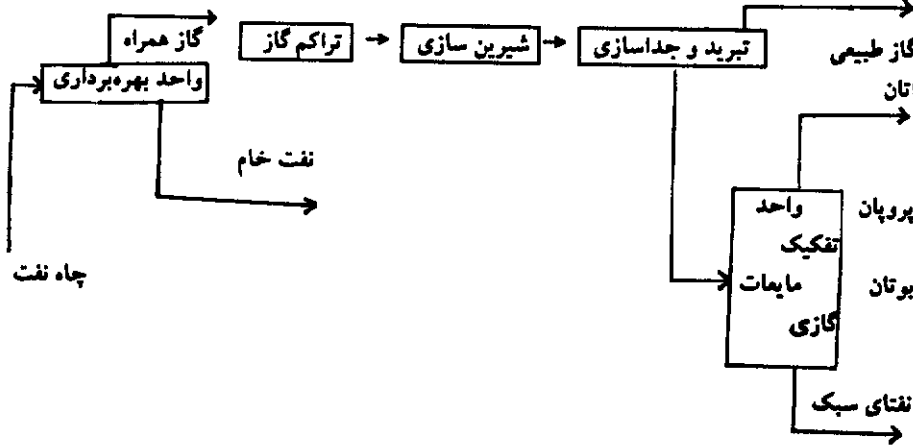 گاز همراه
واحد بهره‌برداری
تراکم گاز
شیرین سازی
تبرید و جداسازی
گاز طبیعی
اتان
نفت خام
چاه نفت
واحد
تفکیک
مایعات
گازی
پروپان
بوتان
نفتای سبک